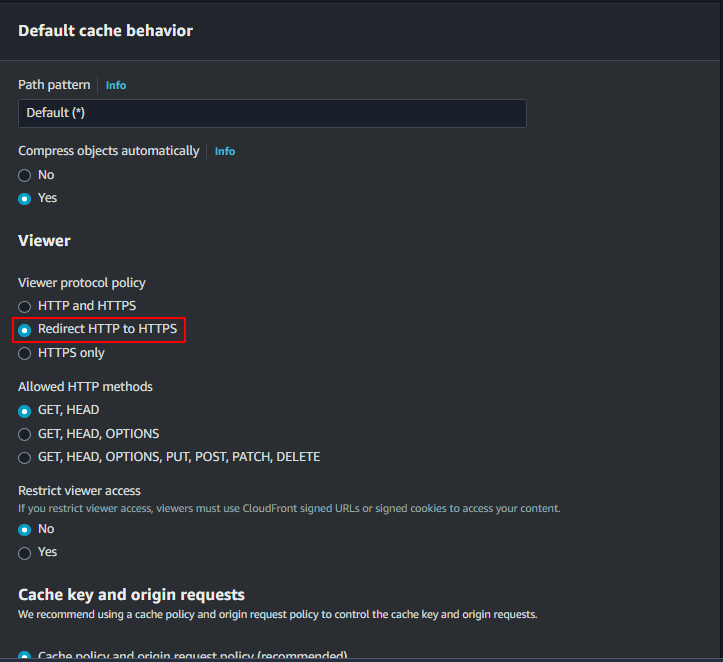 Default cache behavior
Path pattern Info
Default (*)
Compress objects automatically Info
No
Yes
Viewer
Viewer protocol policy
HTTP and HTTPS
Redirect HTTP to HTTPS
HTTPS only
Allowed HTTP methods
GET, HEAD
GET, HEAD, OPTIONS
GET, HEAD, OPTIONS, PUT, POST, PATCH, DELETE
Restrict viewer access
If you restrict viewer access, viewers must use CloudFront signed URLs or signed cookies to access your content.
No
Yes
Cache key and origin requests
We recommend using a cache policy and origin request policy to control the cache key and origin requests.
Cache policy and origin request policy (recommended)